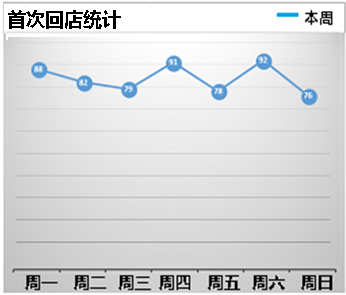 首次回店统计
本周
88 82 79 91 78 92 76
周一 周二 周三 周四 周五 周六 周日